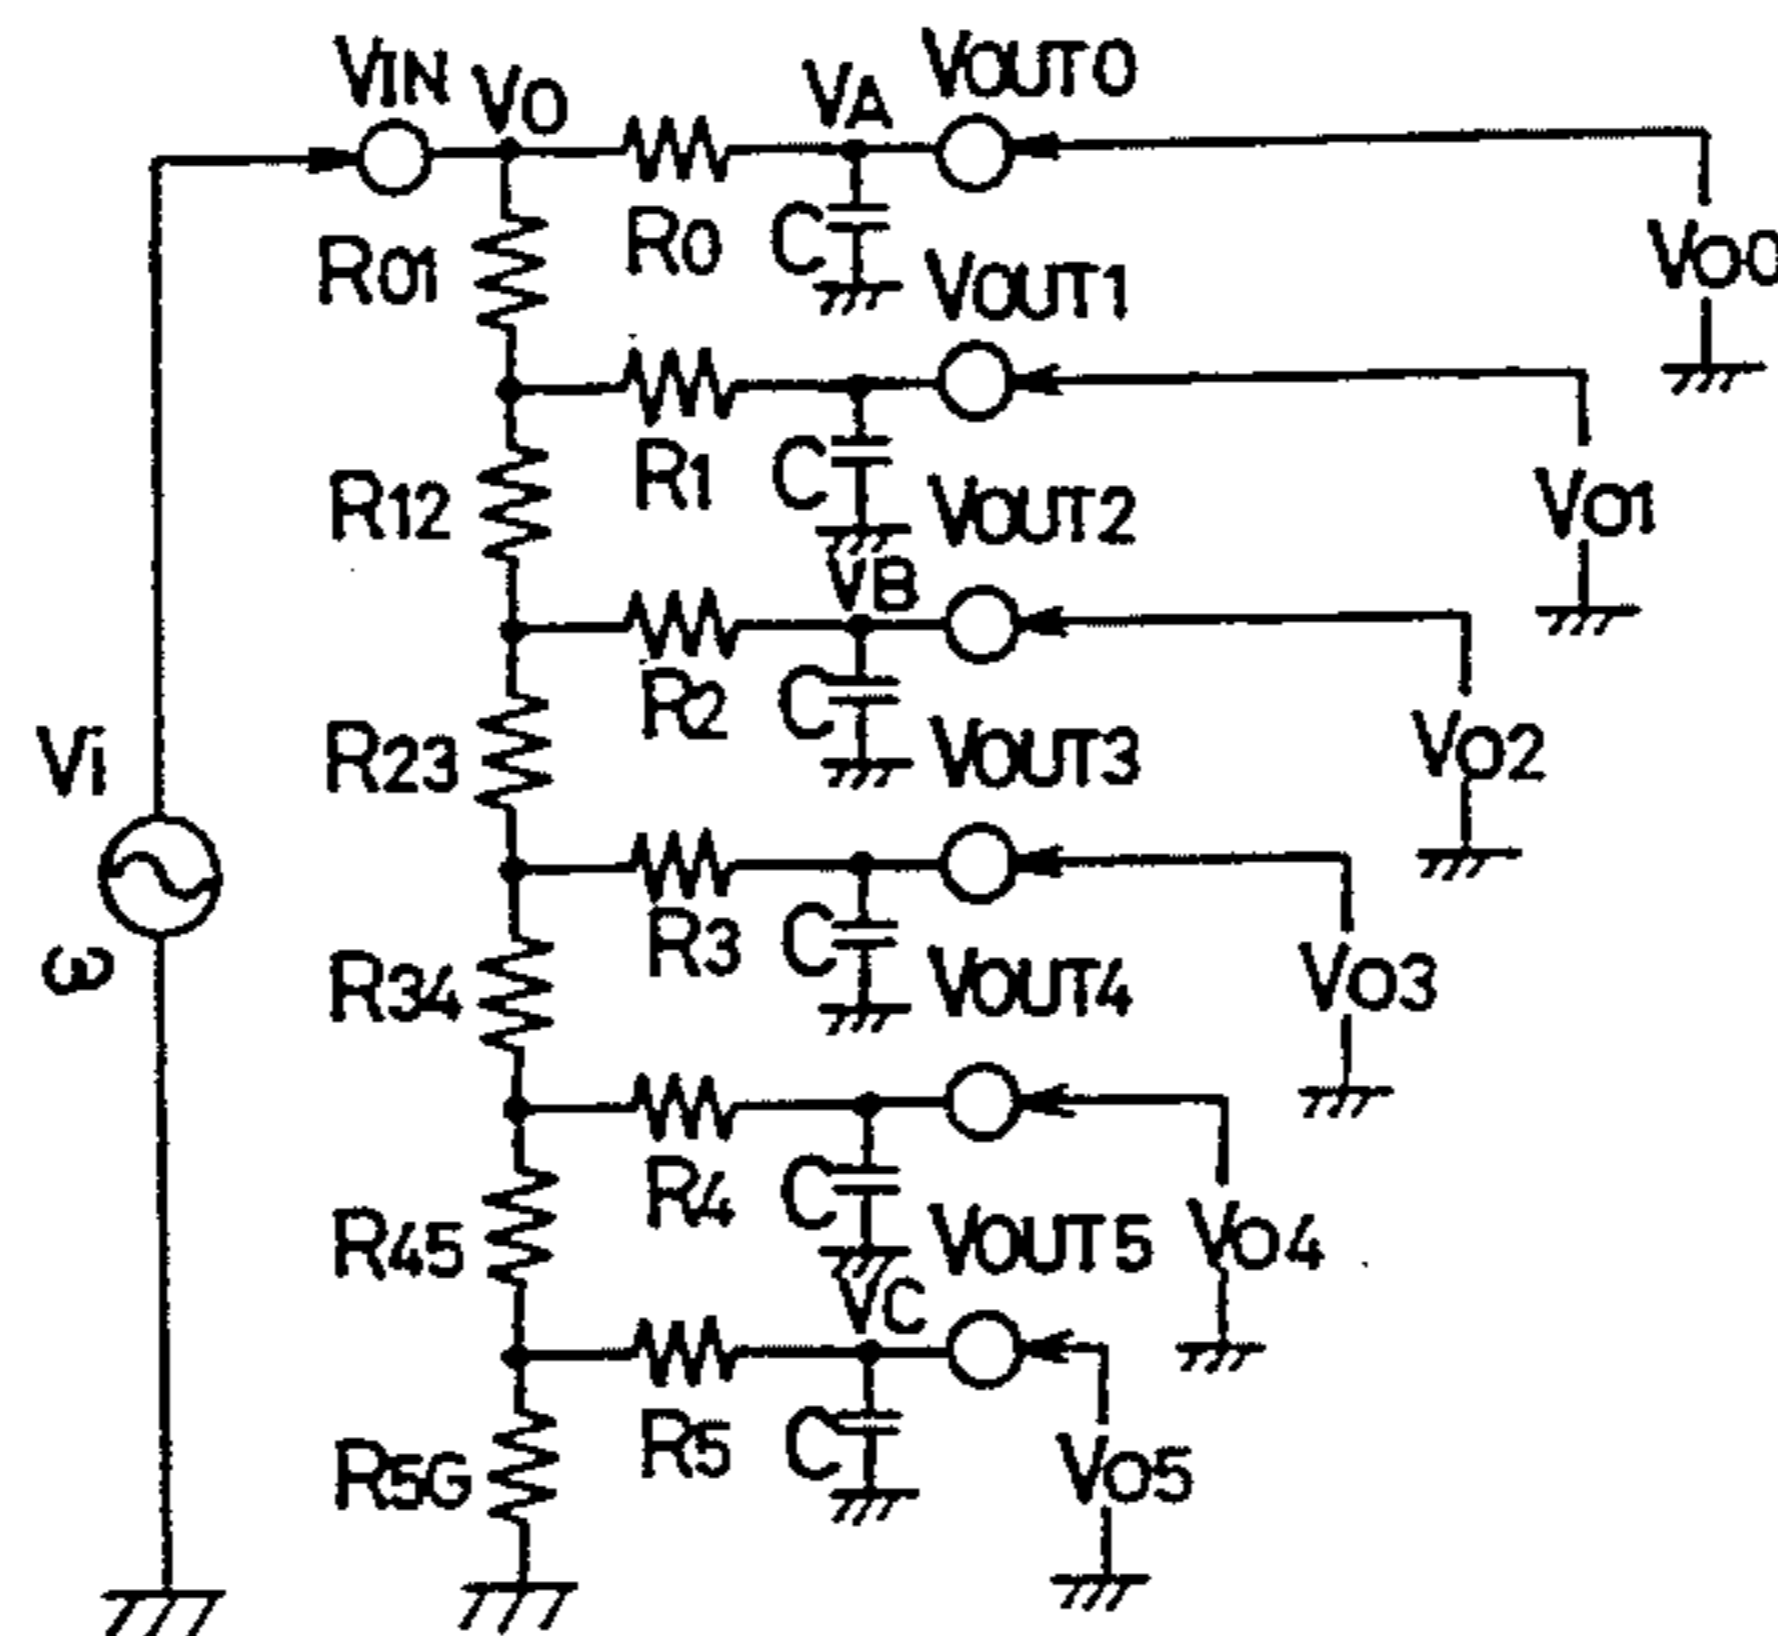 VIN VO VA VOUT0
R01 R0 C VO0
VOUT1
R12 R1 C VO1
VOUT2
VB
R23 R2 C VO2
Vi
VOUT3
R34 R3 C VO3
ω
VOUT4
R45 R4 C VO4
VOUT5
VC
R5G R5 C VO5